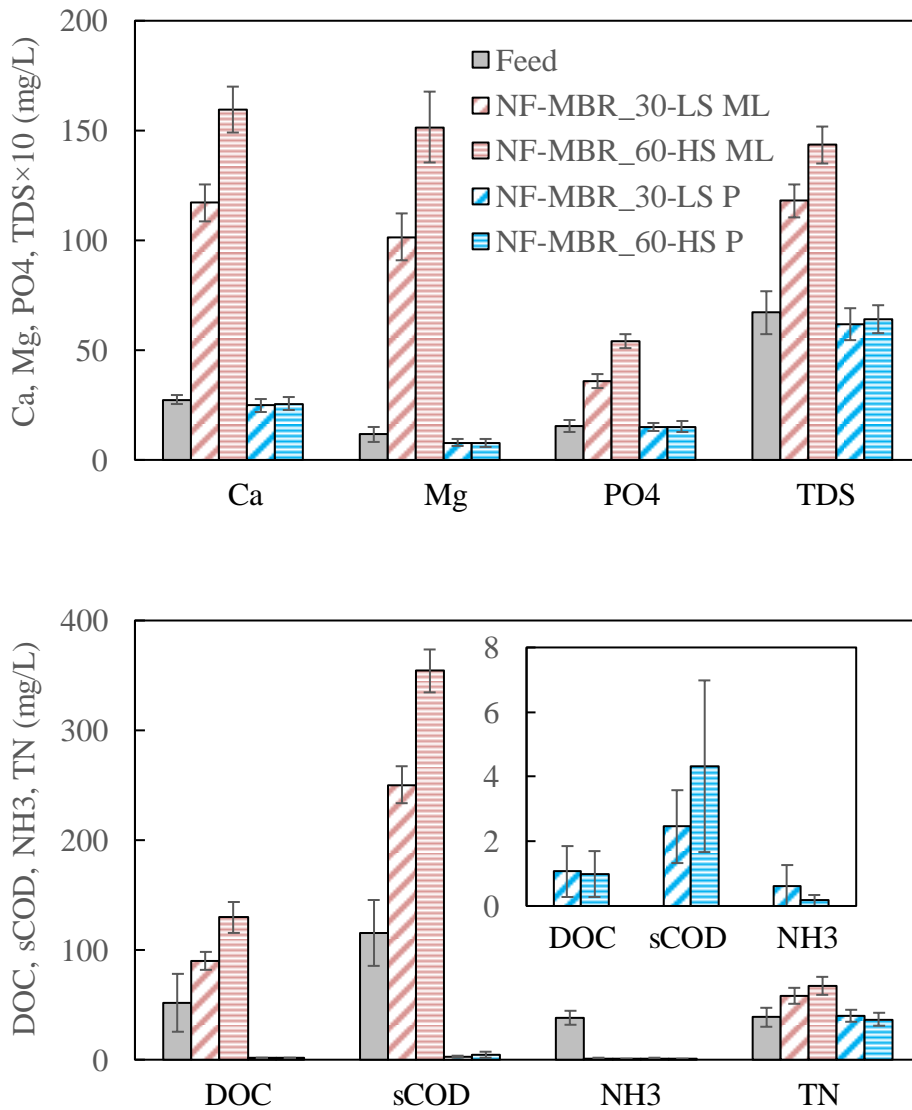 Ca, Mg, PO4, TDS×10 (mg/L)
200
150
100
50
0
Feed
NF-MBR_30-LS ML
NF-MBR_60-HS ML
NF-MBR_30-LS P
NF-MBR_60-HS P
Ca Mg PO4 TDS
DOC, sCOD, NH3, TN (mg/L)
400
300
200
100
0
8
6
4
2
0
DOC sCOD NH3
DOC sCOD NH3 TN